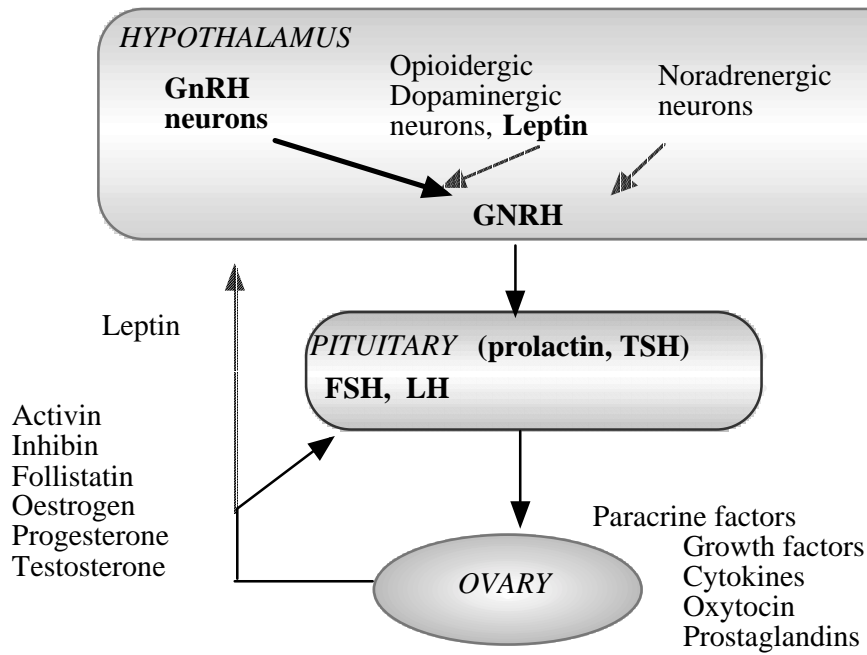 HYPOTHALAMUS
GnRH
neurons
Opioidergic
Dopaminergic
neurons, Leptin
Noradrenergic
neurons
GNRH
Leptin
PITUITARY (prolactin, TSH)
FSH, LH
Activin
Inhibin
Follistatin
Oestrogen
Progesterone
Testosterone
OVARY
Paracrine factors
Growth factors
Cytokines
Oxytocin
Prostaglandins